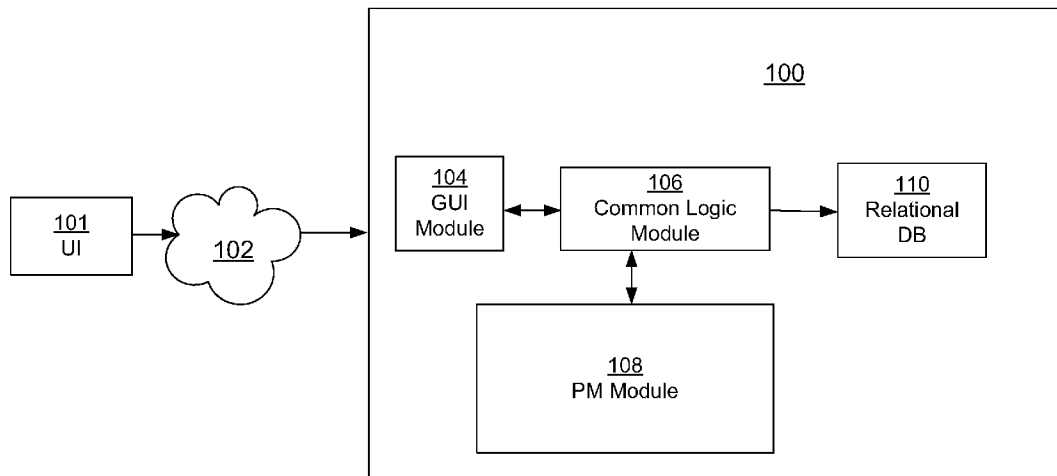 100
104
GUI
Module
106
Common Logic
Module
110
Relational
DB
101
UI
102
108
PM Module